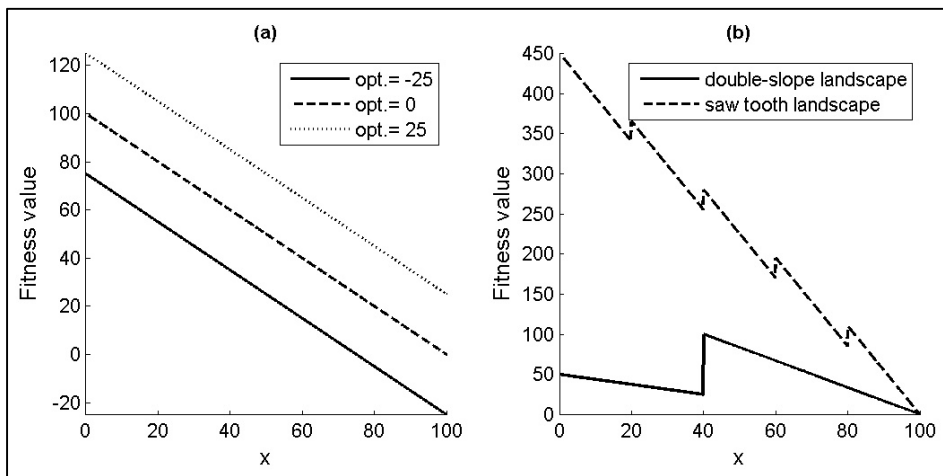 (a)
opt.= -25
opt.= 0
opt.= 25
Fitness value
120
100
80
60
40
20
0
-20
0 20 40 60 80 100
x
(b)
double-slope landscape
saw tooth landscape
Fitness value
450
400
350
300
250
200
150
100
50
0
0 20 40 60 80 100
x